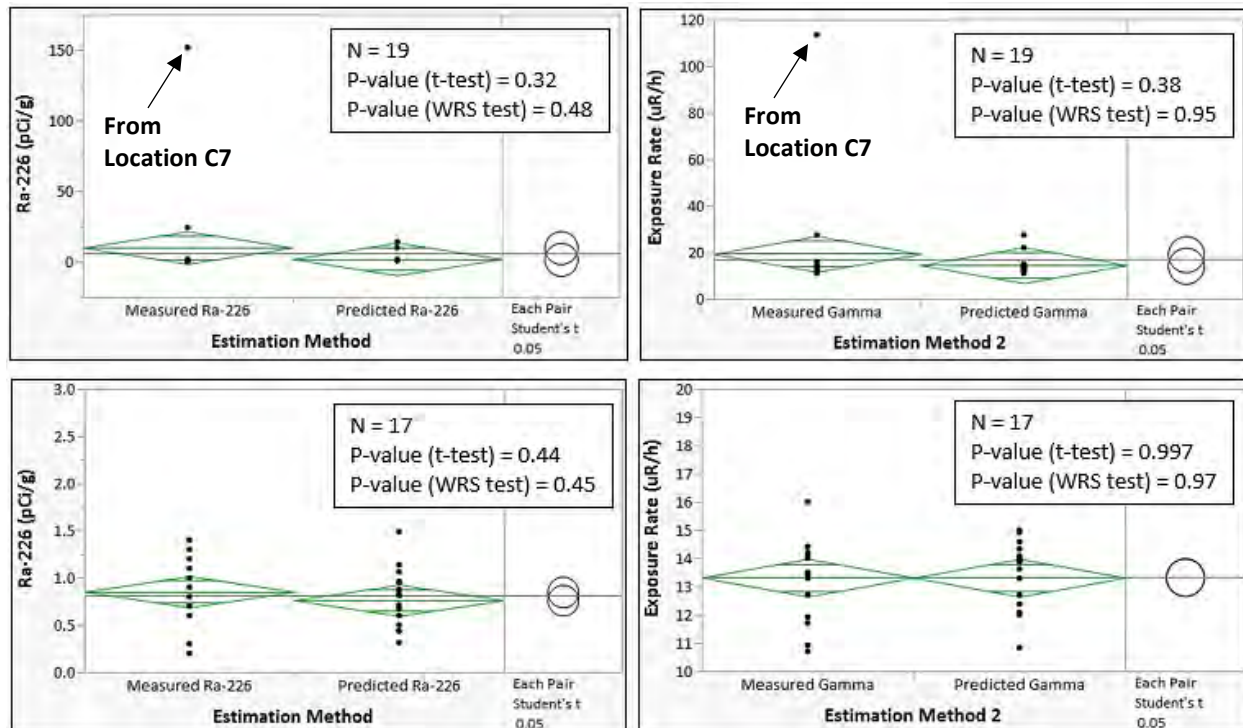 Ra-226 (pCi/g)
150
100
50
0
From
Location C7
N = 19
P-value (t-test) = 0.32
P-value (WRS test) = 0.48
Measured Ra-226
Predicted Ra-226
Each Pair
Student's t
0.05
Estimation Method
Exposure Rate (uR/h)
120
100
80
60
40
20
0
From
Location C7
N = 19
P-value (t-test) = 0.38
P-value (WRS test) = 0.95
Measured Gamma
Predicted Gamma
Each Pair
Student's t
0.05
Estimation Method 2
Ra-226 (pCi/g)
3.0
2.5
2.0
1.5
1.0
0.5
0.0
N = 17
P-value (t-test) = 0.44
P-value (WRS test) = 0.45
Measured Ra-226
Predicted Ra-226
Each Pair
Student's t
0.05
Estimation Method
Exposure Rate (uR/h)
20
19
18
17
16
15
14
13
12
11
10
N = 17
P-value (t-test) = 0.997
P-value (WRS test) = 0.97
Measured Gamma
Predicted Gamma
Each Pair
Student's t
0.05
Estimation Method 2